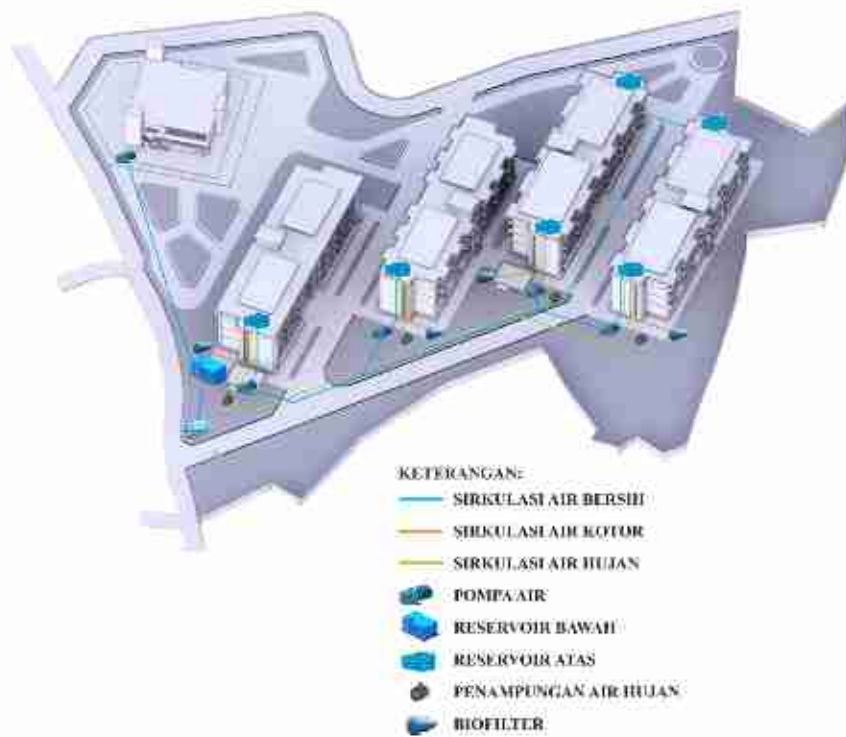 KETERANGAN:
SIRKULASI AIR BERSIH
SIRKULASI AIR KOTOR
SIRKULASI AIR HUJAN
POMPA AIR
RESERVOIR BAWAH
RESERVOIR ATAS
PENAMPUNGAN AIR HUJAN
BIOFILTER